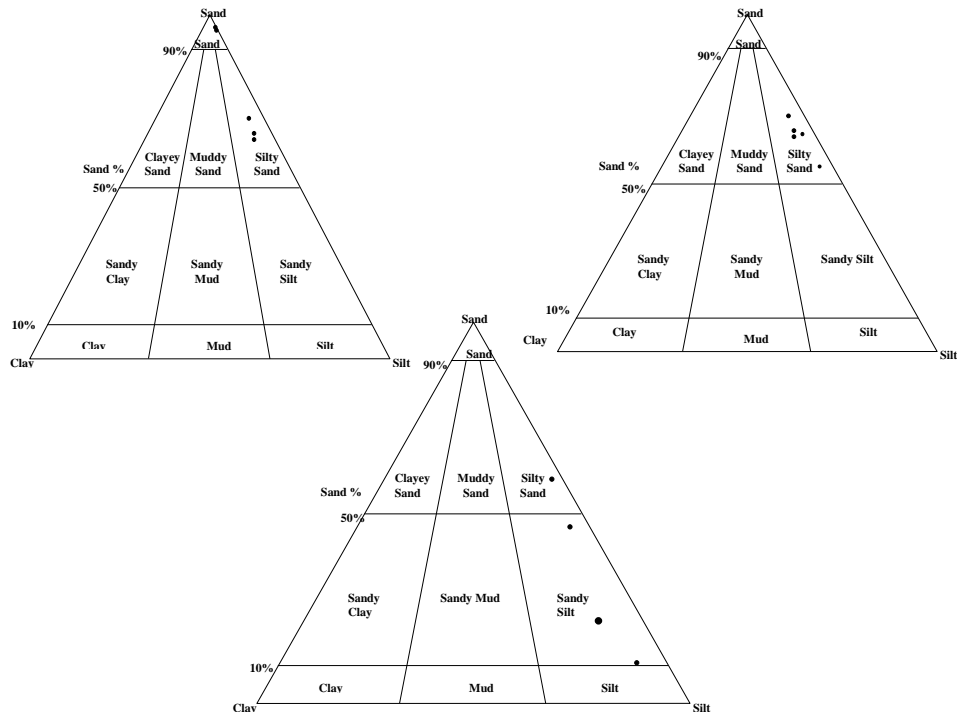 Sand
Sand
90%
Clayey Muddy Silty
Sand Sand Sand
Sand %
50%
Sandy Sandy Sandy
Clay Mud Silt
10%
Clay Mud Silt
Clay Silt
Sand
Sand
90%
Clayey Muddy Silty
Sand Sand Sand
Sand %
50%
Sandy Sandy Sandy Silt
Clay Mud
10%
Clay Mud Silt
Clay Silt
Sand
Sand
90%
Clayey Muddy Silty
Sand Sand Sand
Sand %
50%
Sandy Sandy Mud Sandy
Clay Silt
10%
Clay Mud Silt
Clay Silt